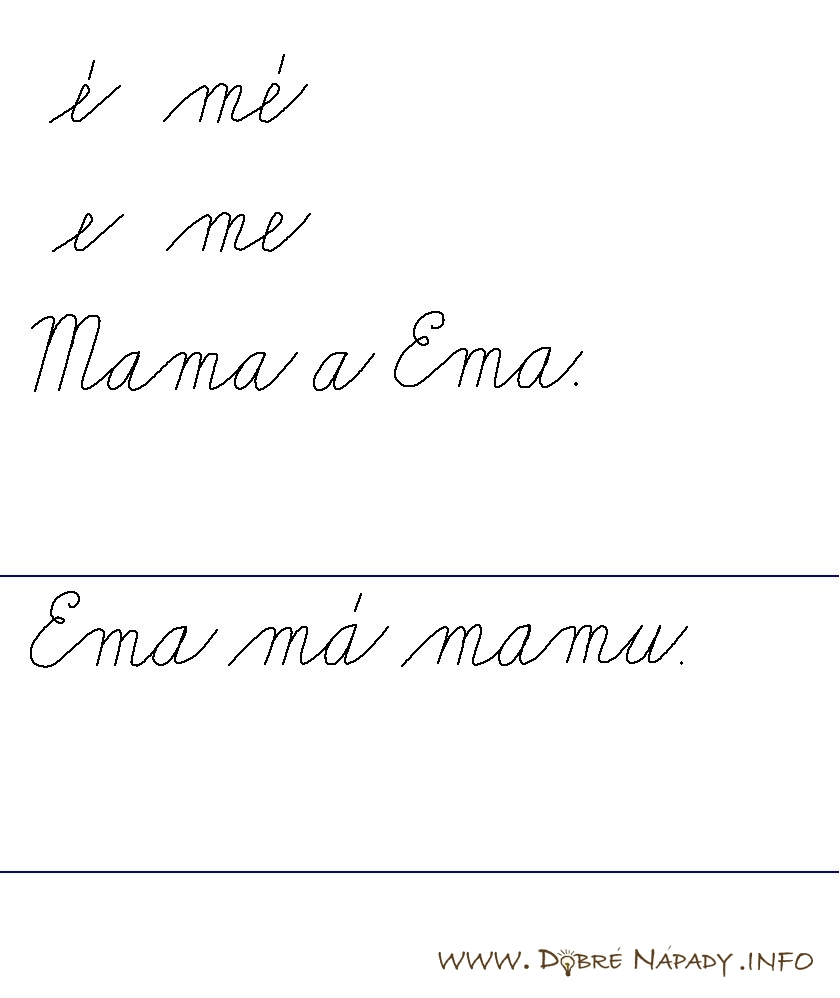 é mé
e me
Mama a Ema.
Ema má mamu.
www.Dobré Nápady.info